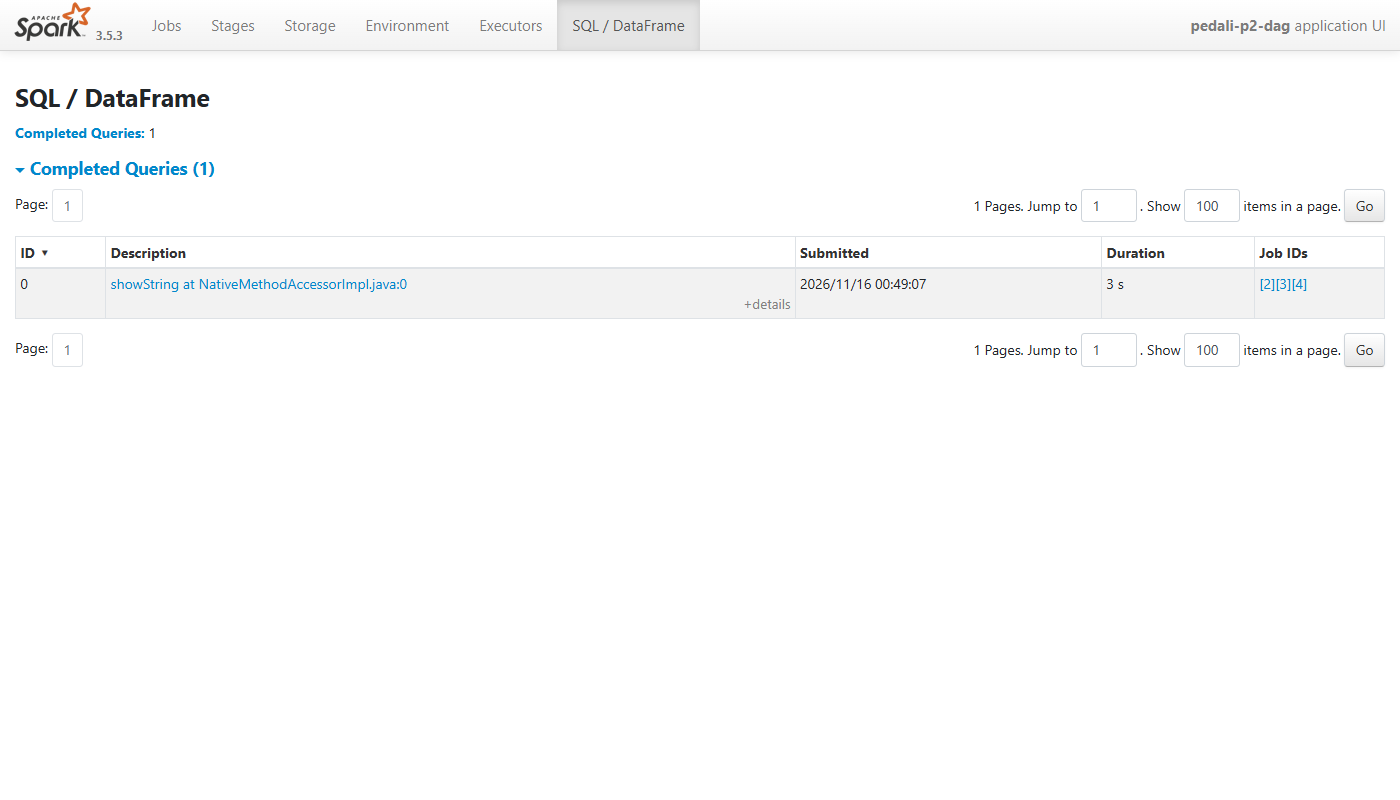 APACHE Spark 3.5.3 Jobs Stages Storage Environment Executors SQL / DataFrame pedali-p2-dag application UI
SQL / DataFrame
Completed Queries: 1
Completed Queries (1)
Page: 1 1 Pages. Jump to 1 . Show 100 items in a page. Go
ID ▾ Description Submitted Duration Job IDs
0 showString at NativeMethodAccessorImpl.java:0 2026/11/16 00:49:07 3 s [2][3][4]
+details
Page: 1 1 Pages. Jump to 1 . Show 100 items in a page. Go